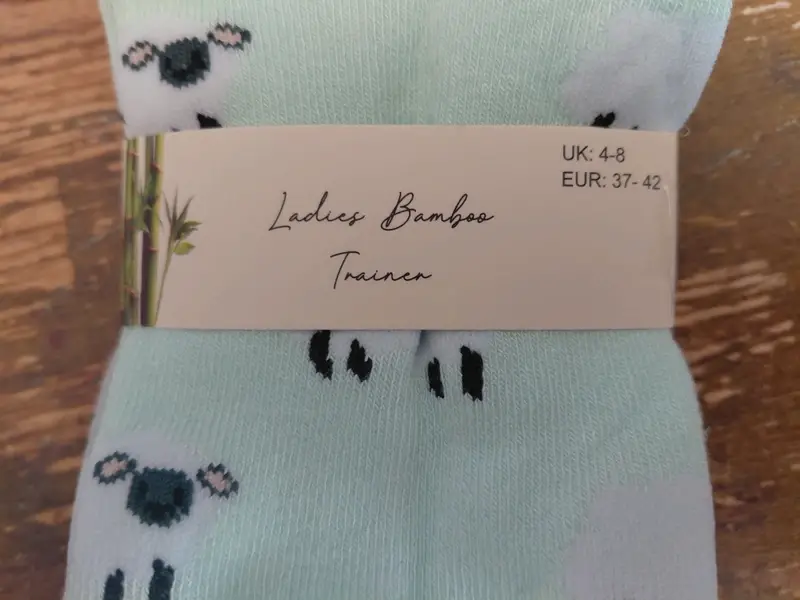 UK: 4-8
EUR: 37- 42
Ladies Bamboo
Trainer